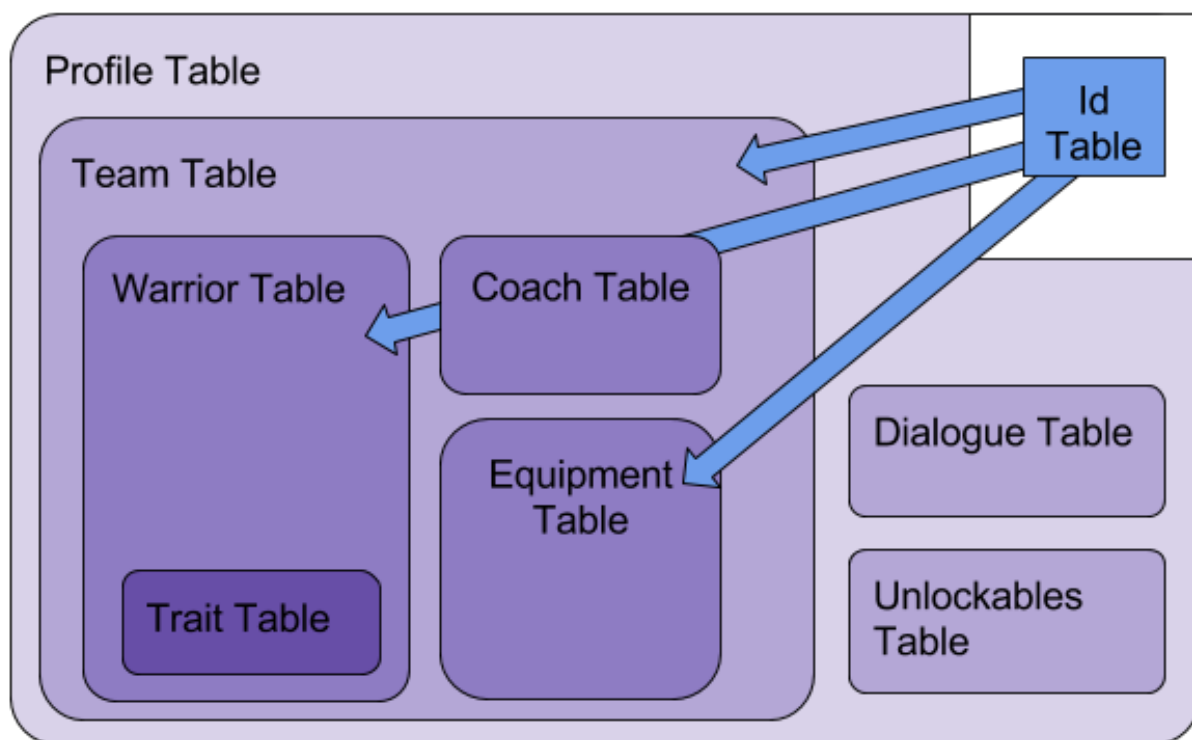 Profile Table
Id
Table
Team Table
Warrior Table
Coach Table
Equipment
Table
Dialogue Table
Trait Table
Unlockables
Table